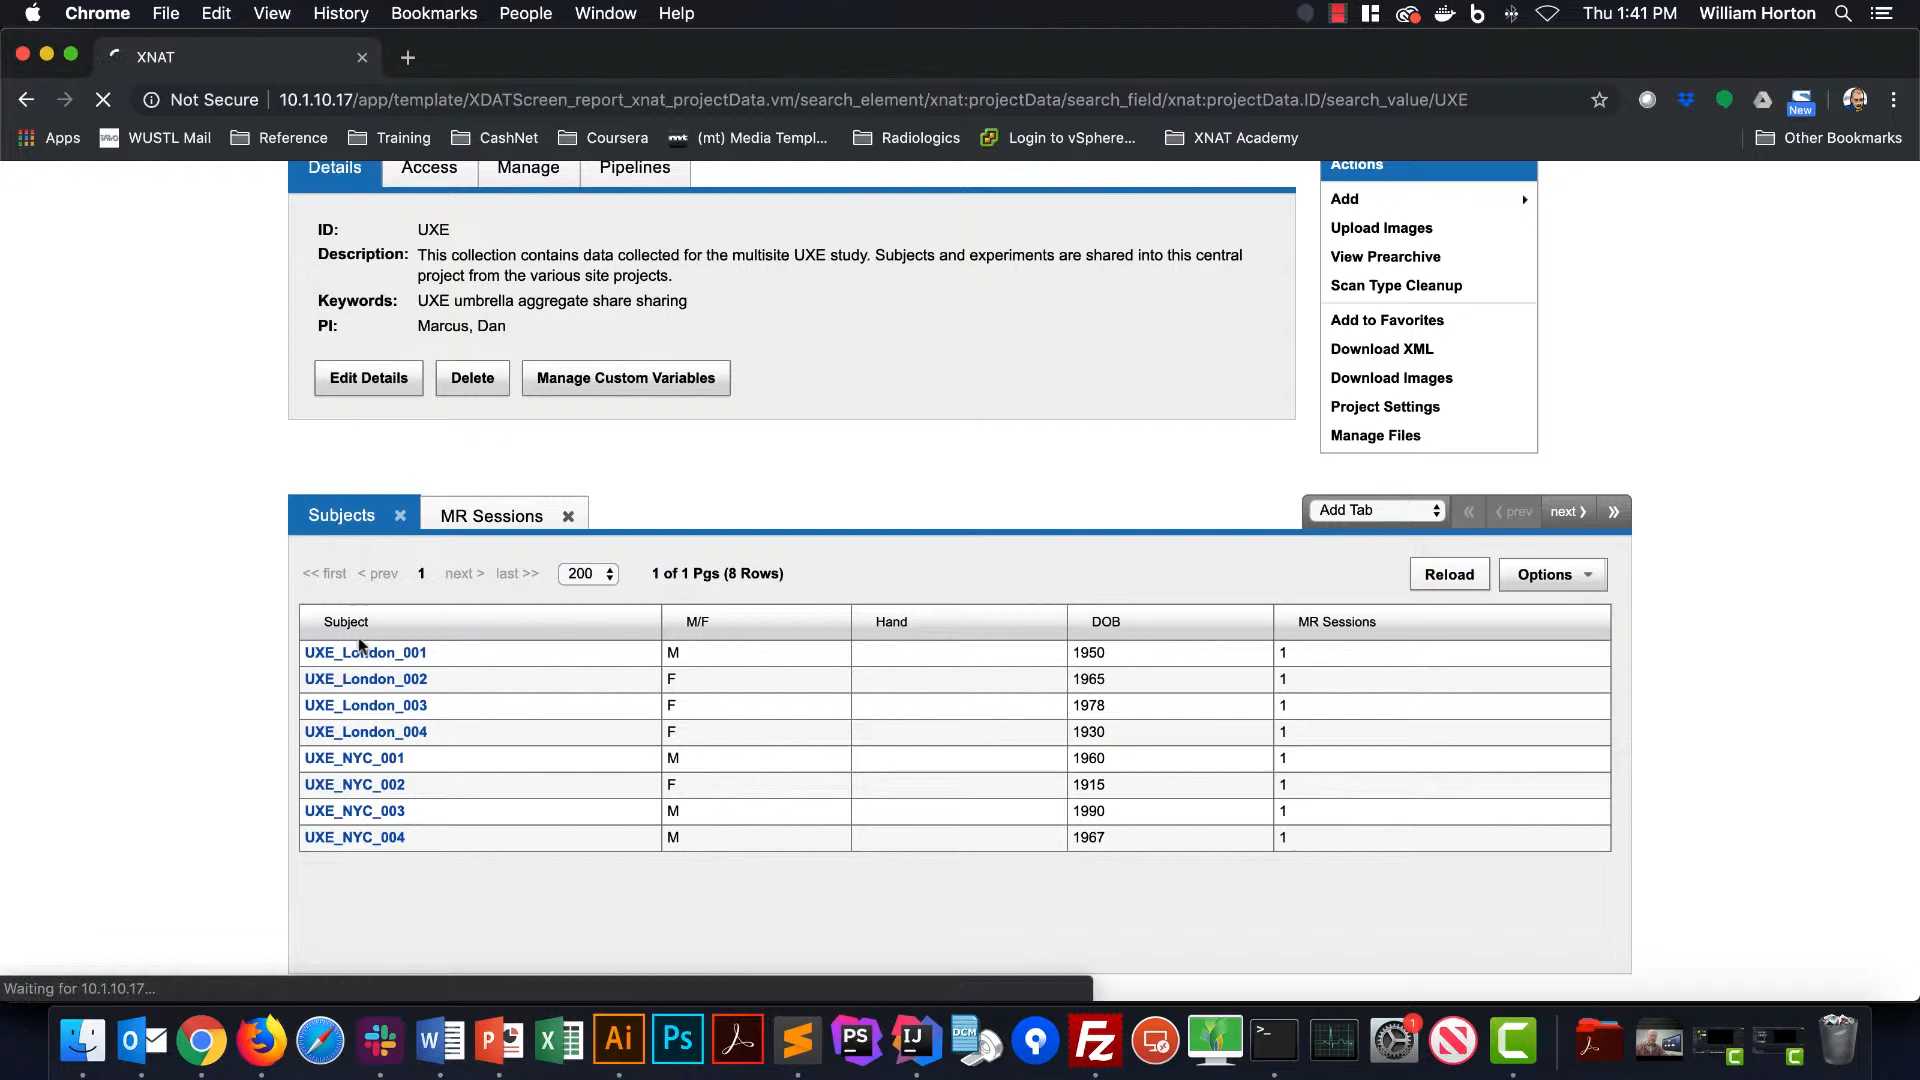 Chrome File Edit View History Bookmarks People Window Help Thu 1:41 PM William Horton
XNAT
Not Secure 10.1.10.17/app/template/XDATScreen_report_xnat_projectData.vm/search_element/xnat:projectData/search_field/xnat:projectData.ID/search_value/UXE New
Apps WUSTL Mail Reference Training CashNet Coursera (mt) Media Templ... Radiologics Login to vSphere... XNAT Academy Other Bookmarks
Details Access Manage Pipelines
Actions
Add
Upload Images
View Prearchive
Scan Type Cleanup
Add to Favorites
Download XML
Download Images
Project Settings
Manage Files
ID: UXE
Description: This collection contains data collected for the multisite UXE study. Subjects and experiments are shared into this central
project from the various site projects.
Keywords: UXE umbrella aggregate share sharing
PI: Marcus, Dan
Edit Details Delete Manage Custom Variables
Subjects MR Sessions Add Tab prev next
<< first < prev 1 next > last >> 200 1 of 1 Pgs (8 Rows) Reload Options
Subject M/F Hand DOB MR Sessions
UXE_London_001 M 1950 1
UXE_London_002 F 1965 1
UXE_London_003 F 1978 1
UXE_London_004 F 1930 1
UXE_NYC_001 M 1960 1
UXE_NYC_002 F 1915 1
UXE_NYC_003 M 1990 1
UXE_NYC_004 M 1967 1
Waiting for 10.1.10.17...
Ai Ps PS IJ DCM Fz 1